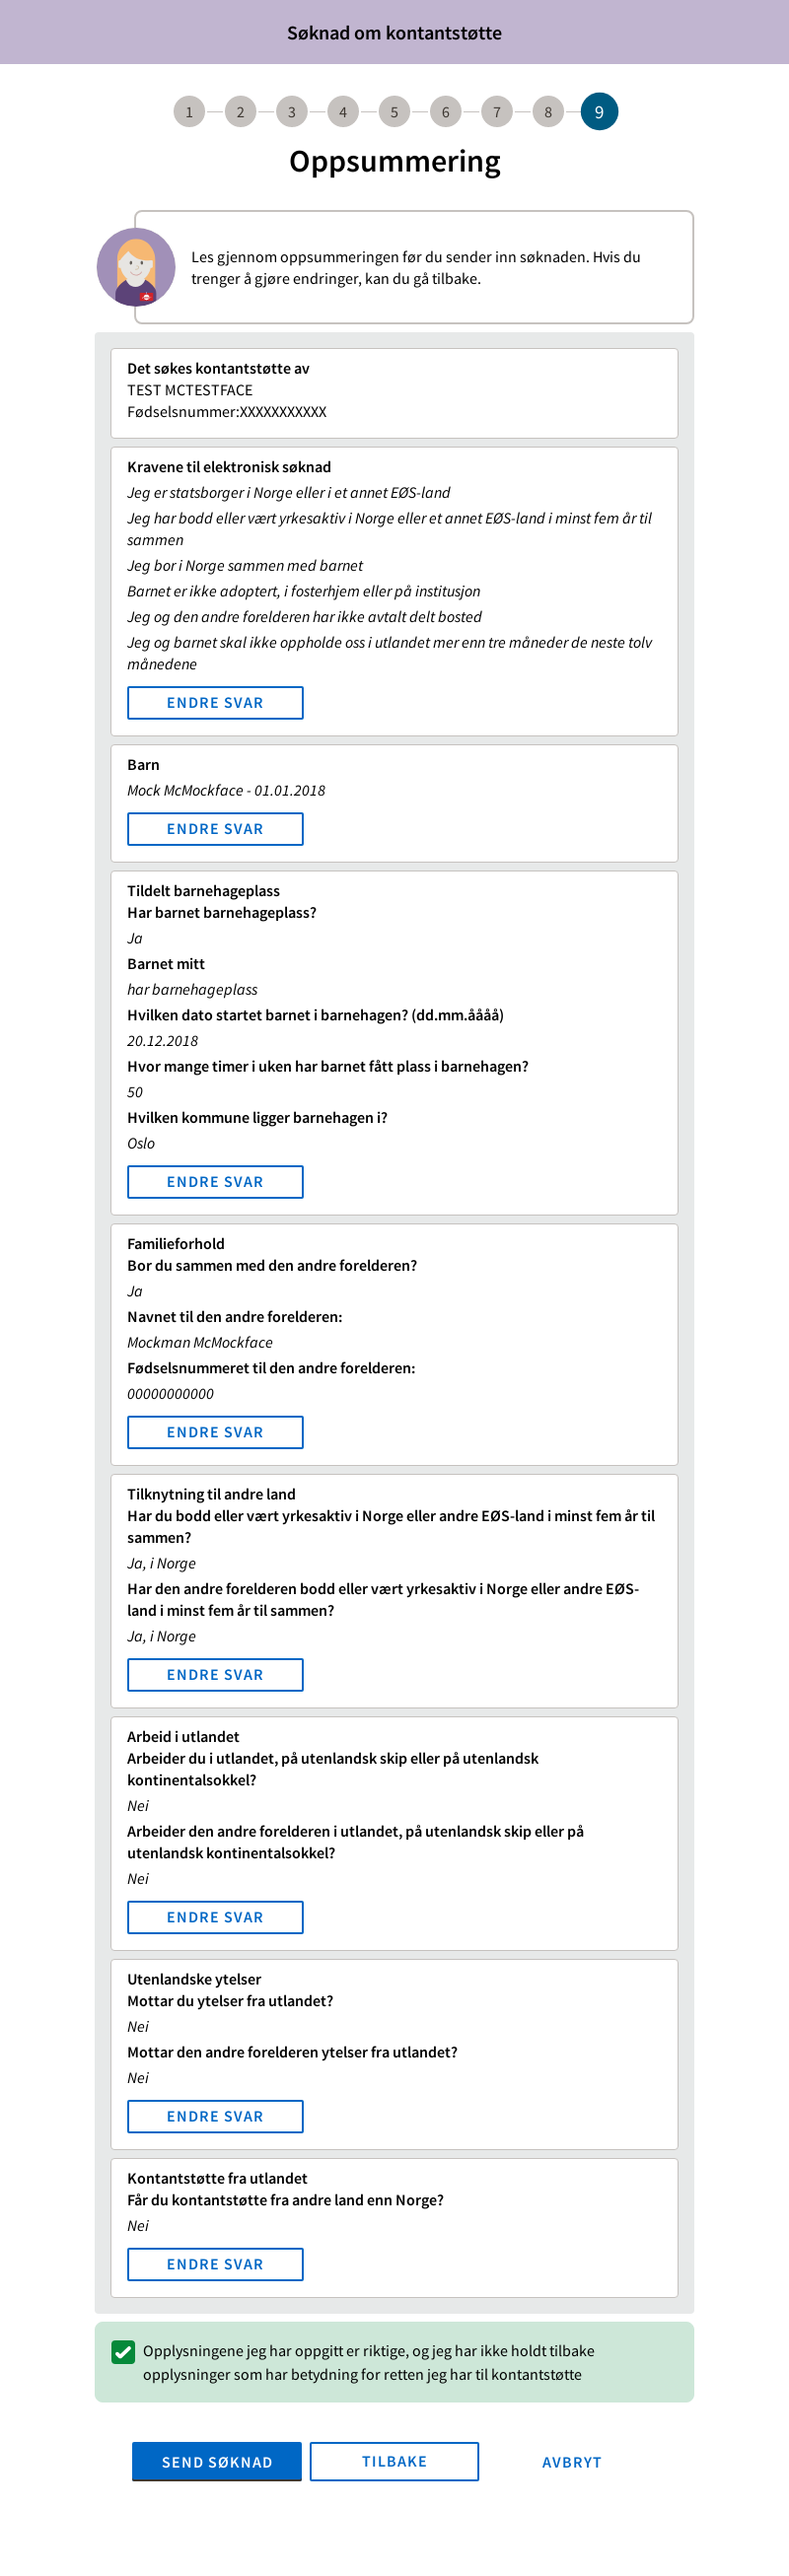 Søknad om kontantstøtte
1 2 3 4 5 6 7 8 9
Oppsummering
Les gjennom oppsummeringen før du sender inn søknaden. Hvis du
trenger å gjøre endringer, kan du gå tilbake.
Det søkes kontantstøtte av
TEST MCTESTFACE
Fødselsnummer:XXXXXXXXXXX
Kravene til elektronisk søknad
Jeg er statsborger i Norge eller i et annet EØS-land
Jeg har bodd eller vært yrkesaktiv i Norge eller et annet EØS-land i minst fem år til
sammen
Jeg bor i Norge sammen med barnet
Barnet er ikke adoptert, i fosterhjem eller på institusjon
Jeg og den andre forelderen har ikke avtalt delt bosted
Jeg og barnet skal ikke oppholde oss i utlandet mer enn tre måneder de neste tolv
månedene
ENDRE SVAR
Barn
Mock McMockface - 01.01.2018
ENDRE SVAR
Tildelt barnehageplass
Har barnet barnehageplass?
Ja
Barnet mitt
har barnehageplass
Hvilken dato startet barnet i barnehagen? (dd.mm.åååå)
20.12.2018
Hvor mange timer i uken har barnet fått plass i barnehagen?
50
Hvilken kommune ligger barnehagen i?
Oslo
ENDRE SVAR
Familieforhold
Bor du sammen med den andre forelderen?
Ja
Navnet til den andre forelderen:
Mockman McMockface
Fødselsnummeret til den andre forelderen:
00000000000
ENDRE SVAR
Tilknytning til andre land
Har du bodd eller vært yrkesaktiv i Norge eller andre EØS-land i minst fem år til
sammen?
Ja, i Norge
Har den andre forelderen bodd eller vært yrkesaktiv i Norge eller andre EØS-
land i minst fem år til sammen?
Ja, i Norge
ENDRE SVAR
Arbeid i utlandet
Arbeider du i utlandet, på utenlandsk skip eller på utenlandsk
kontinentalsokkel?
Nei
Arbeider den andre forelderen i utlandet, på utenlandsk skip eller på
utenlandsk kontinentalsokkel?
Nei
ENDRE SVAR
Utenlandske ytelser
Mottar du ytelser fra utlandet?
Nei
Mottar den andre forelderen ytelser fra utlandet?
Nei
ENDRE SVAR
Kontantstøtte fra utlandet
Får du kontantstøtte fra andre land enn Norge?
Nei
ENDRE SVAR
Opplysningene jeg har oppgitt er riktige, og jeg har ikke holdt tilbake
opplysninger som har betydning for retten jeg har til kontantstøtte
SEND SØKNAD TILBAKE AVBRYT